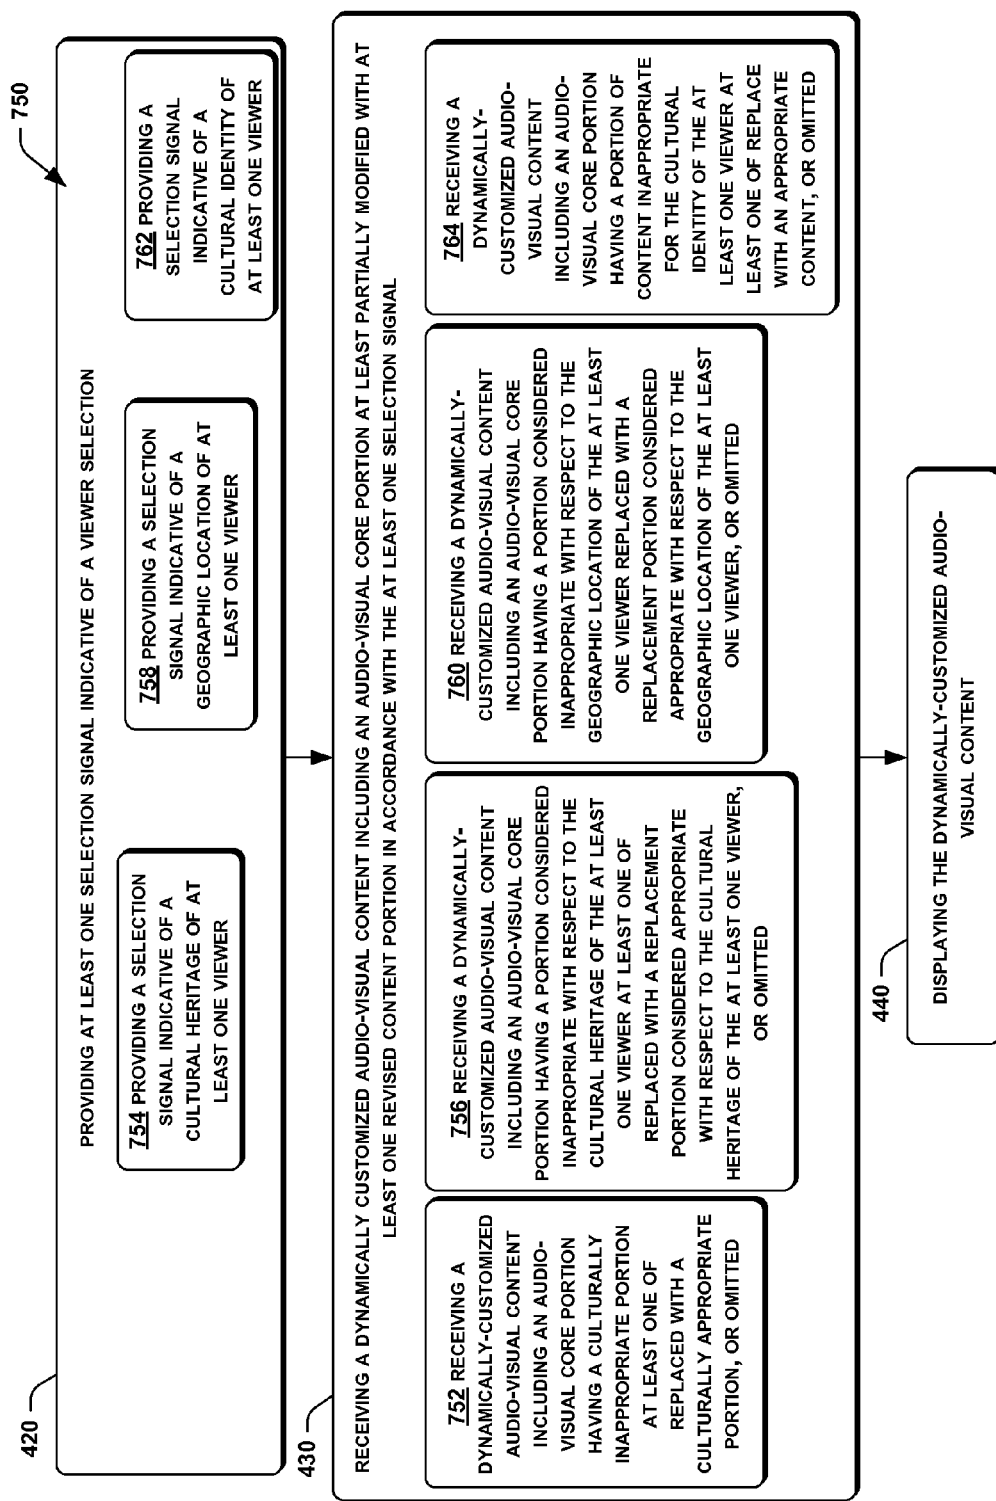 750
420
PROVIDING AT LEAST ONE SELECTION SIGNAL INDICATIVE OF A VIEWER SELECTION
754 PROVIDING A SELECTION
SIGNAL INDICATIVE OF A
CULTURAL HERITAGE OF AT
LEAST ONE VIEWER
758 PROVIDING A SELECTION
SIGNAL INDICATIVE OF A
GEOGRAPHIC LOCATION OF AT
LEAST ONE VIEWER
762 PROVIDING A
SELECTION SIGNAL
INDICATIVE OF A
CULTURAL IDENTITY OF
AT LEAST ONE VIEWER
430
RECEIVING A DYNAMICALLY CUSTOMIZED AUDIO-VISUAL CONTENT INCLUDING AN AUDIO-VISUAL CORE PORTION AT LEAST PARTIALLY MODIFIED WITH AT
LEAST ONE REVISED CONTENT PORTION IN ACCORDANCE WITH THE AT LEAST ONE SELECTION SIGNAL
752 RECEIVING A
DYNAMICALLY-CUSTOMIZED
AUDIO-VISUAL CONTENT
INCLUDING AN AUDIO-
VISUAL CORE PORTION
HAVING A CULTURALLY
INAPPROPRIATE PORTION
AT LEAST ONE OF
REPLACED WITH A
CULTURALLY APPROPRIATE
PORTION, OR OMITTED
756 RECEIVING A DYNAMICALLY-
CUSTOMIZED AUDIO-VISUAL CONTENT
INCLUDING AN AUDIO-VISUAL CORE
PORTION HAVING A PORTION CONSIDERED
INAPPROPRIATE WITH RESPECT TO THE
CULTURAL HERITAGE OF THE AT LEAST
ONE VIEWER AT LEAST ONE OF
REPLACED WITH A REPLACEMENT
PORTION CONSIDERED APPROPRIATE
WITH RESPECT TO THE CULTURAL
HERITAGE OF THE AT LEAST ONE VIEWER,
OR OMITTED
760 RECEIVING A DYNAMICALLY-
CUSTOMIZED AUDIO-VISUAL CONTENT
INCLUDING AN AUDIO-VISUAL CORE
PORTION HAVING A PORTION CONSIDERED
INAPPROPRIATE WITH RESPECT TO THE
GEOGRAPHIC LOCATION OF THE AT LEAST
ONE VIEWER REPLACED WITH A
REPLACEMENT PORTION CONSIDERED
APPROPRIATE WITH RESPECT TO THE
GEOGRAPHIC LOCATION OF THE AT LEAST
ONE VIEWER, OR OMITTED
764 RECEIVING A
DYNAMICALLY-
CUSTOMIZED AUDIO-
VISUAL CONTENT
INCLUDING AN AUDIO-
VISUAL CORE PORTION
HAVING A PORTION OF
CONTENT INAPPROPRIATE
FOR THE CULTURAL
IDENTITY OF THE AT
LEAST ONE VIEWER AT
LEAST ONE OF REPLACE
WITH AN APPROPRIATE
CONTENT, OR OMITTED
440
DISPLAYING THE DYNAMICALLY-CUSTOMIZED AUDIO-
VISUAL CONTENT